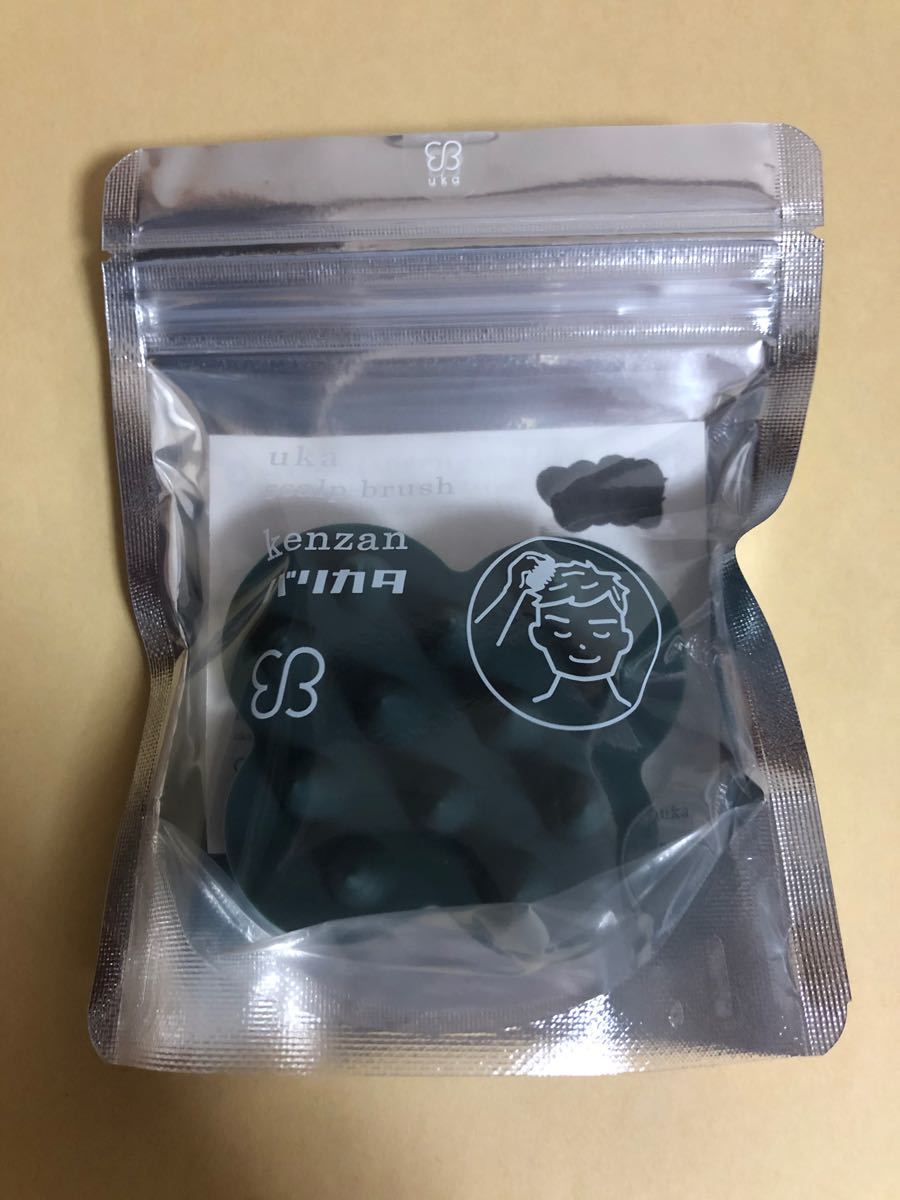 uka
uka
scalp brush
kenzan
バリカタ
uka